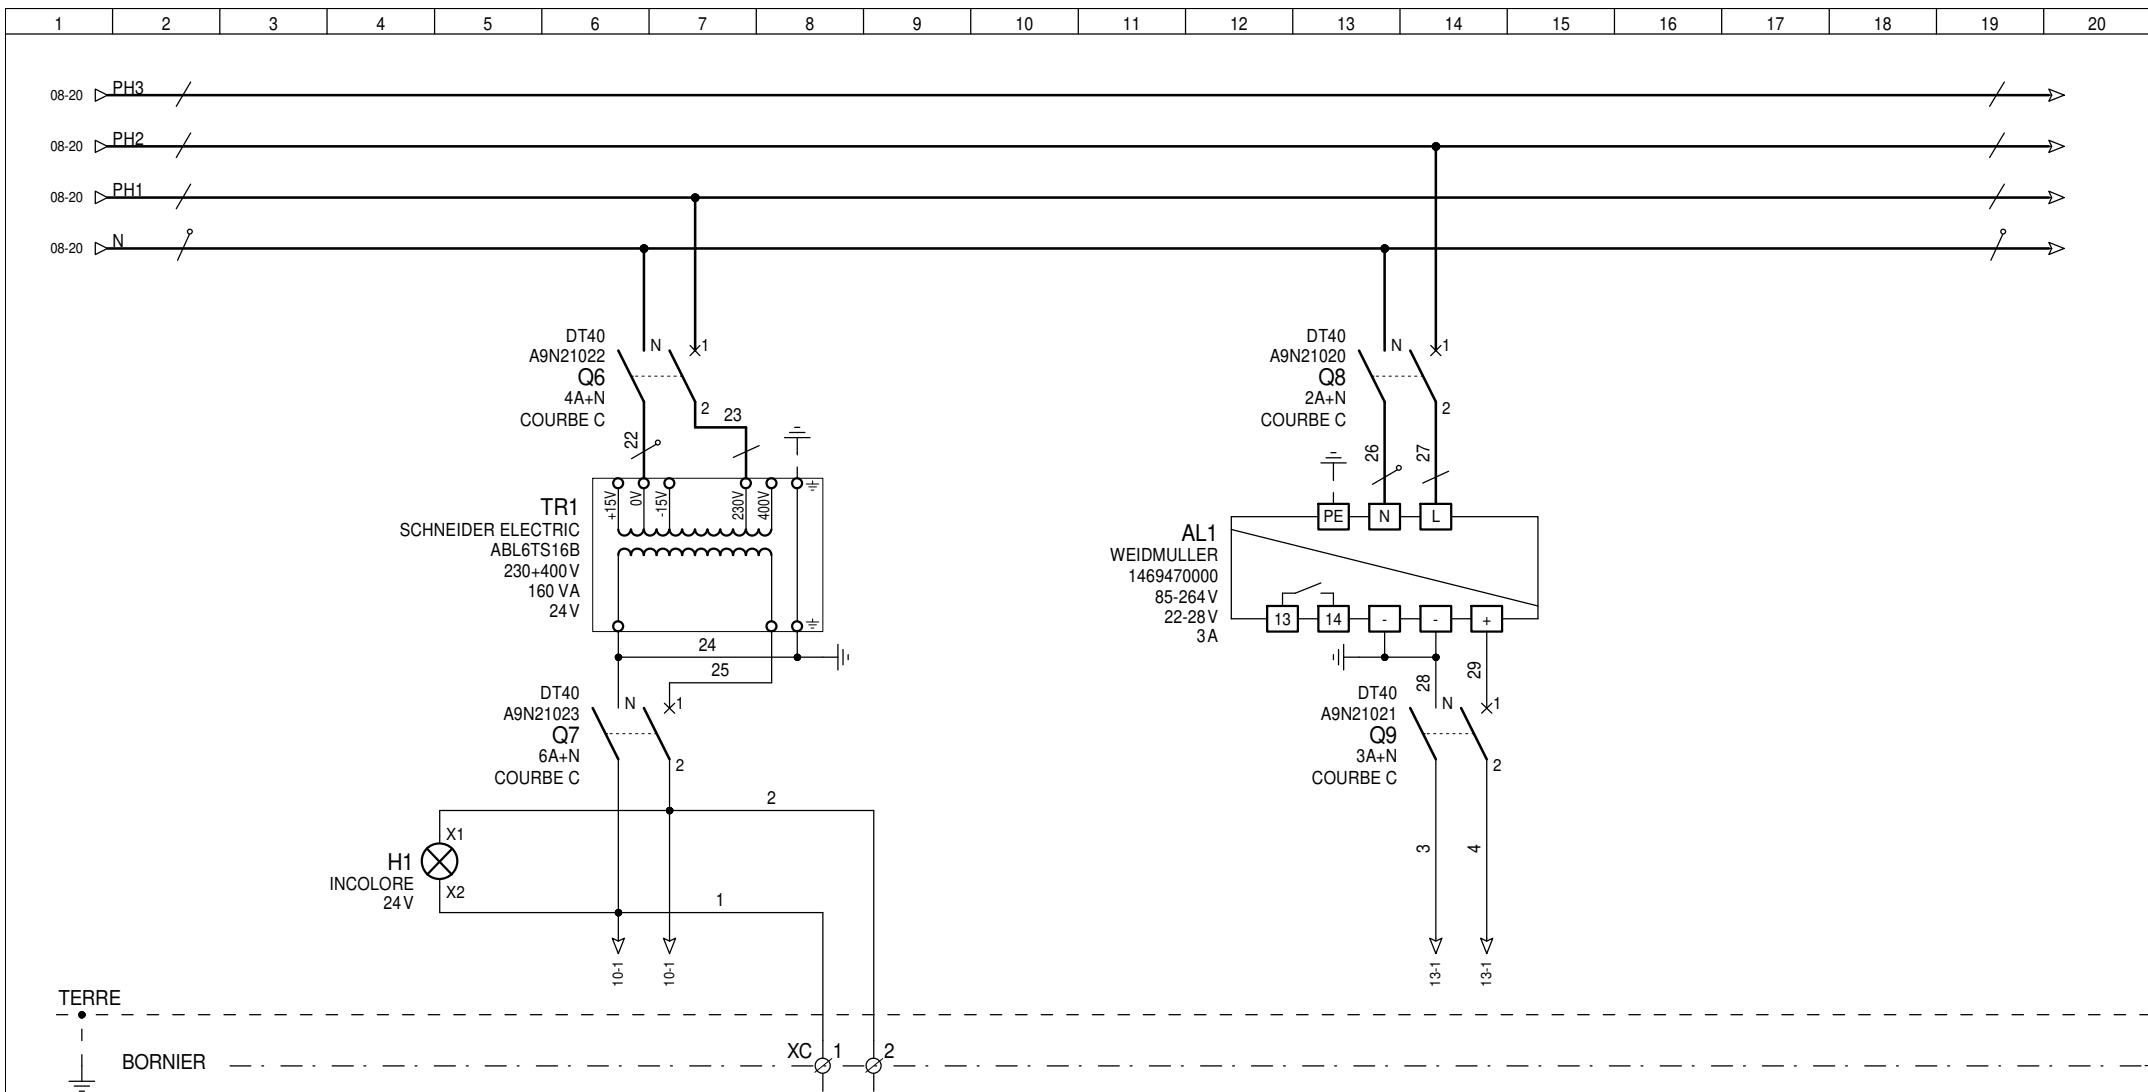 1 2 3 4 5 6 7 8 9 10 11 12 13 14 15 16 17 18 19 20
08-20 PH3
08-20 PH2
08-20 PH1
08-20 N
DT40
A9N21022
Q6
4A+N
COURBE C
N
1
2
22
23
TR1
SCHNEIDER ELECTRIC
ABL6TS16B
230+400V
160 VA
24V
+15V 0V -15V 230V 400V
24
25
DT40
A9N21023
Q7
6A+N
COURBE C
N
1
2
2
H1
INCOLORE
24V
X1
X2
1
10-1 10-1
DT40
A9N21020
Q8
2A+N
COURBE C
N
1
2
26 27
AL1
WEIDMULLER
1469470000
85-264V
22-28V
3A
PE N L
13 14 - - +
28 29
DT40
A9N21021
Q9
3A+N
COURBE C
N
1
2
3 4
13-1 13-1
TERRE
BORNIER
XC 1 2